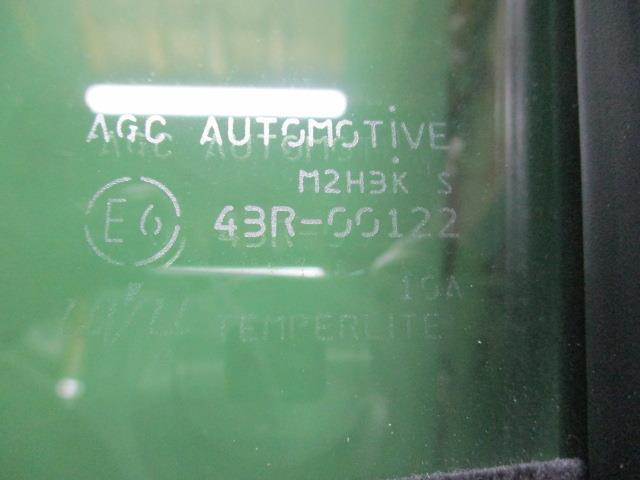 AGC AUTOMOTIVE
M2H3K S
E6 43R-00122
10A
TEMPERLITE